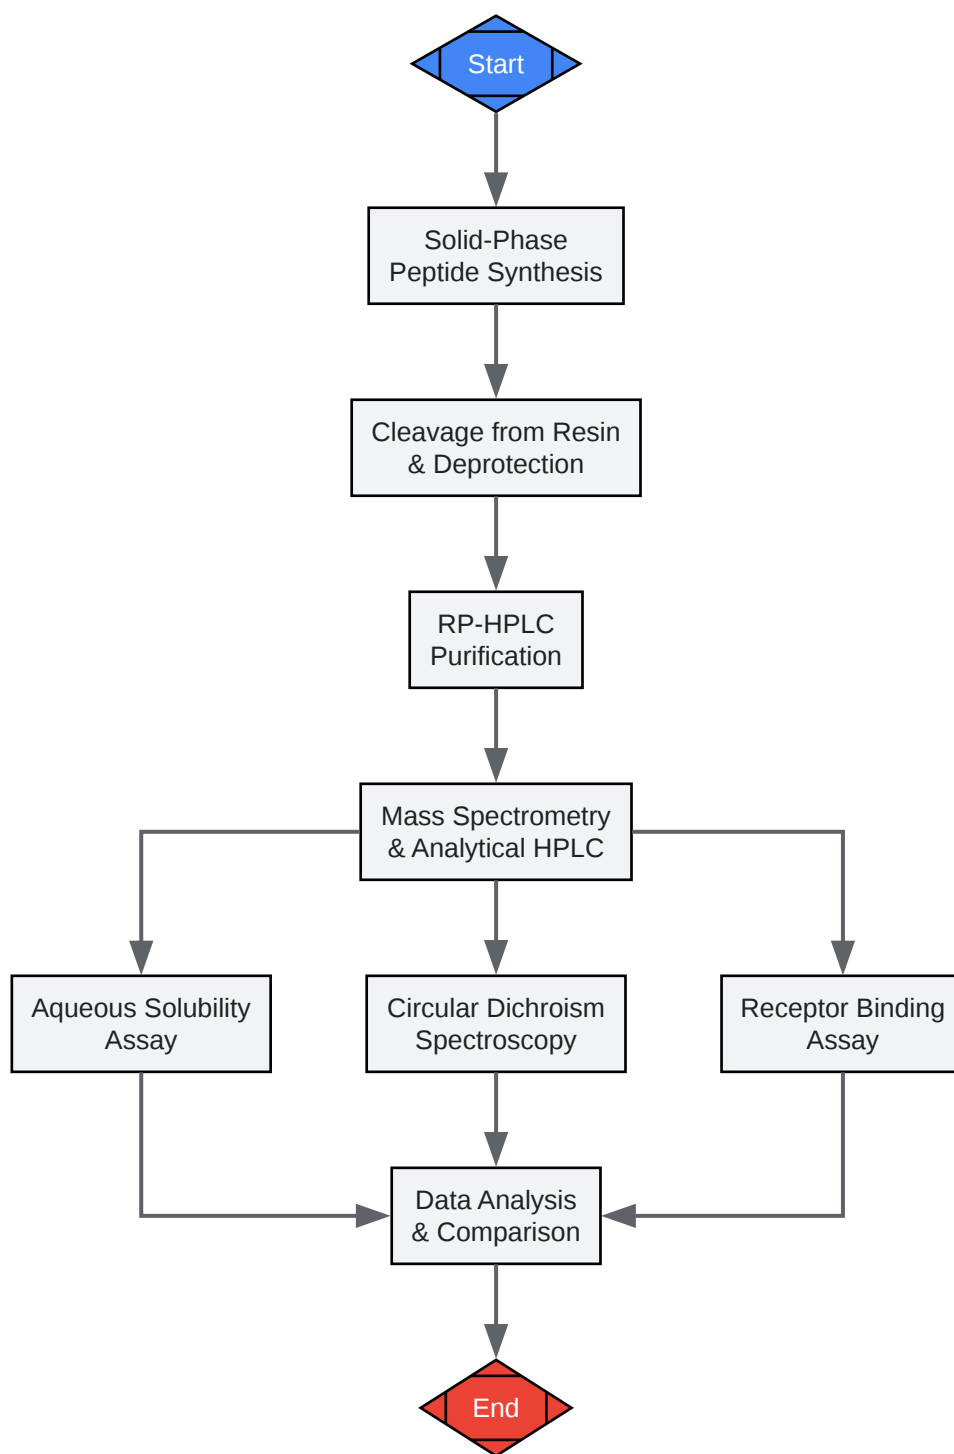 Start
Solid-Phase
Peptide Synthesis
Cleavage from Resin
& Deprotection
RP-HPLC
Purification
Mass Spectrometry
& Analytical HPLC
Aqueous Solubility
Assay
Circular Dichroism
Spectroscopy
Receptor Binding
Assay
Data Analysis
& Comparison
End